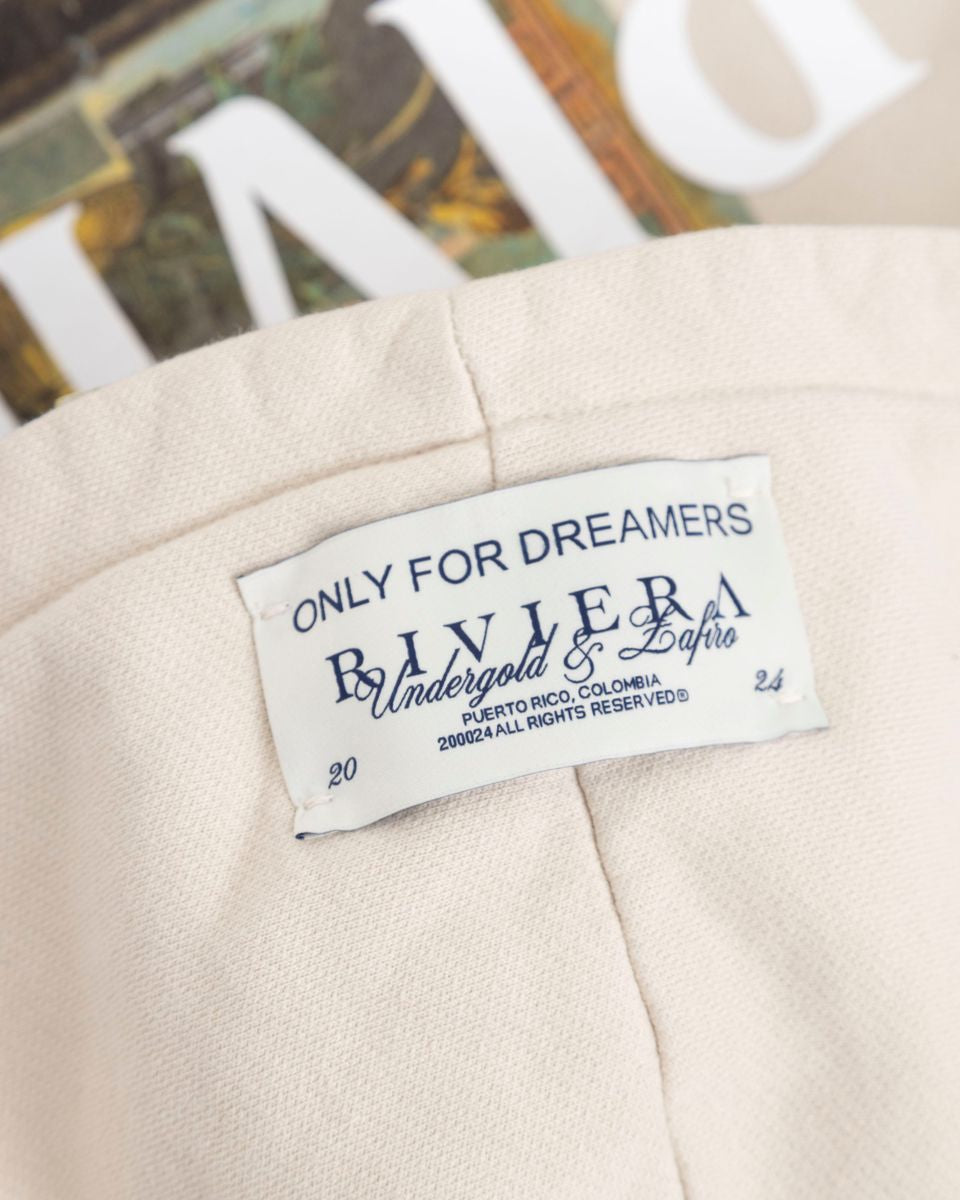 ONLY FOR DREAMERS
RIVIERA
Undergold & Zafiro
PUERTO RICO, COLOMBIA
200024 ALL RIGHTS RESERVED®
20
24